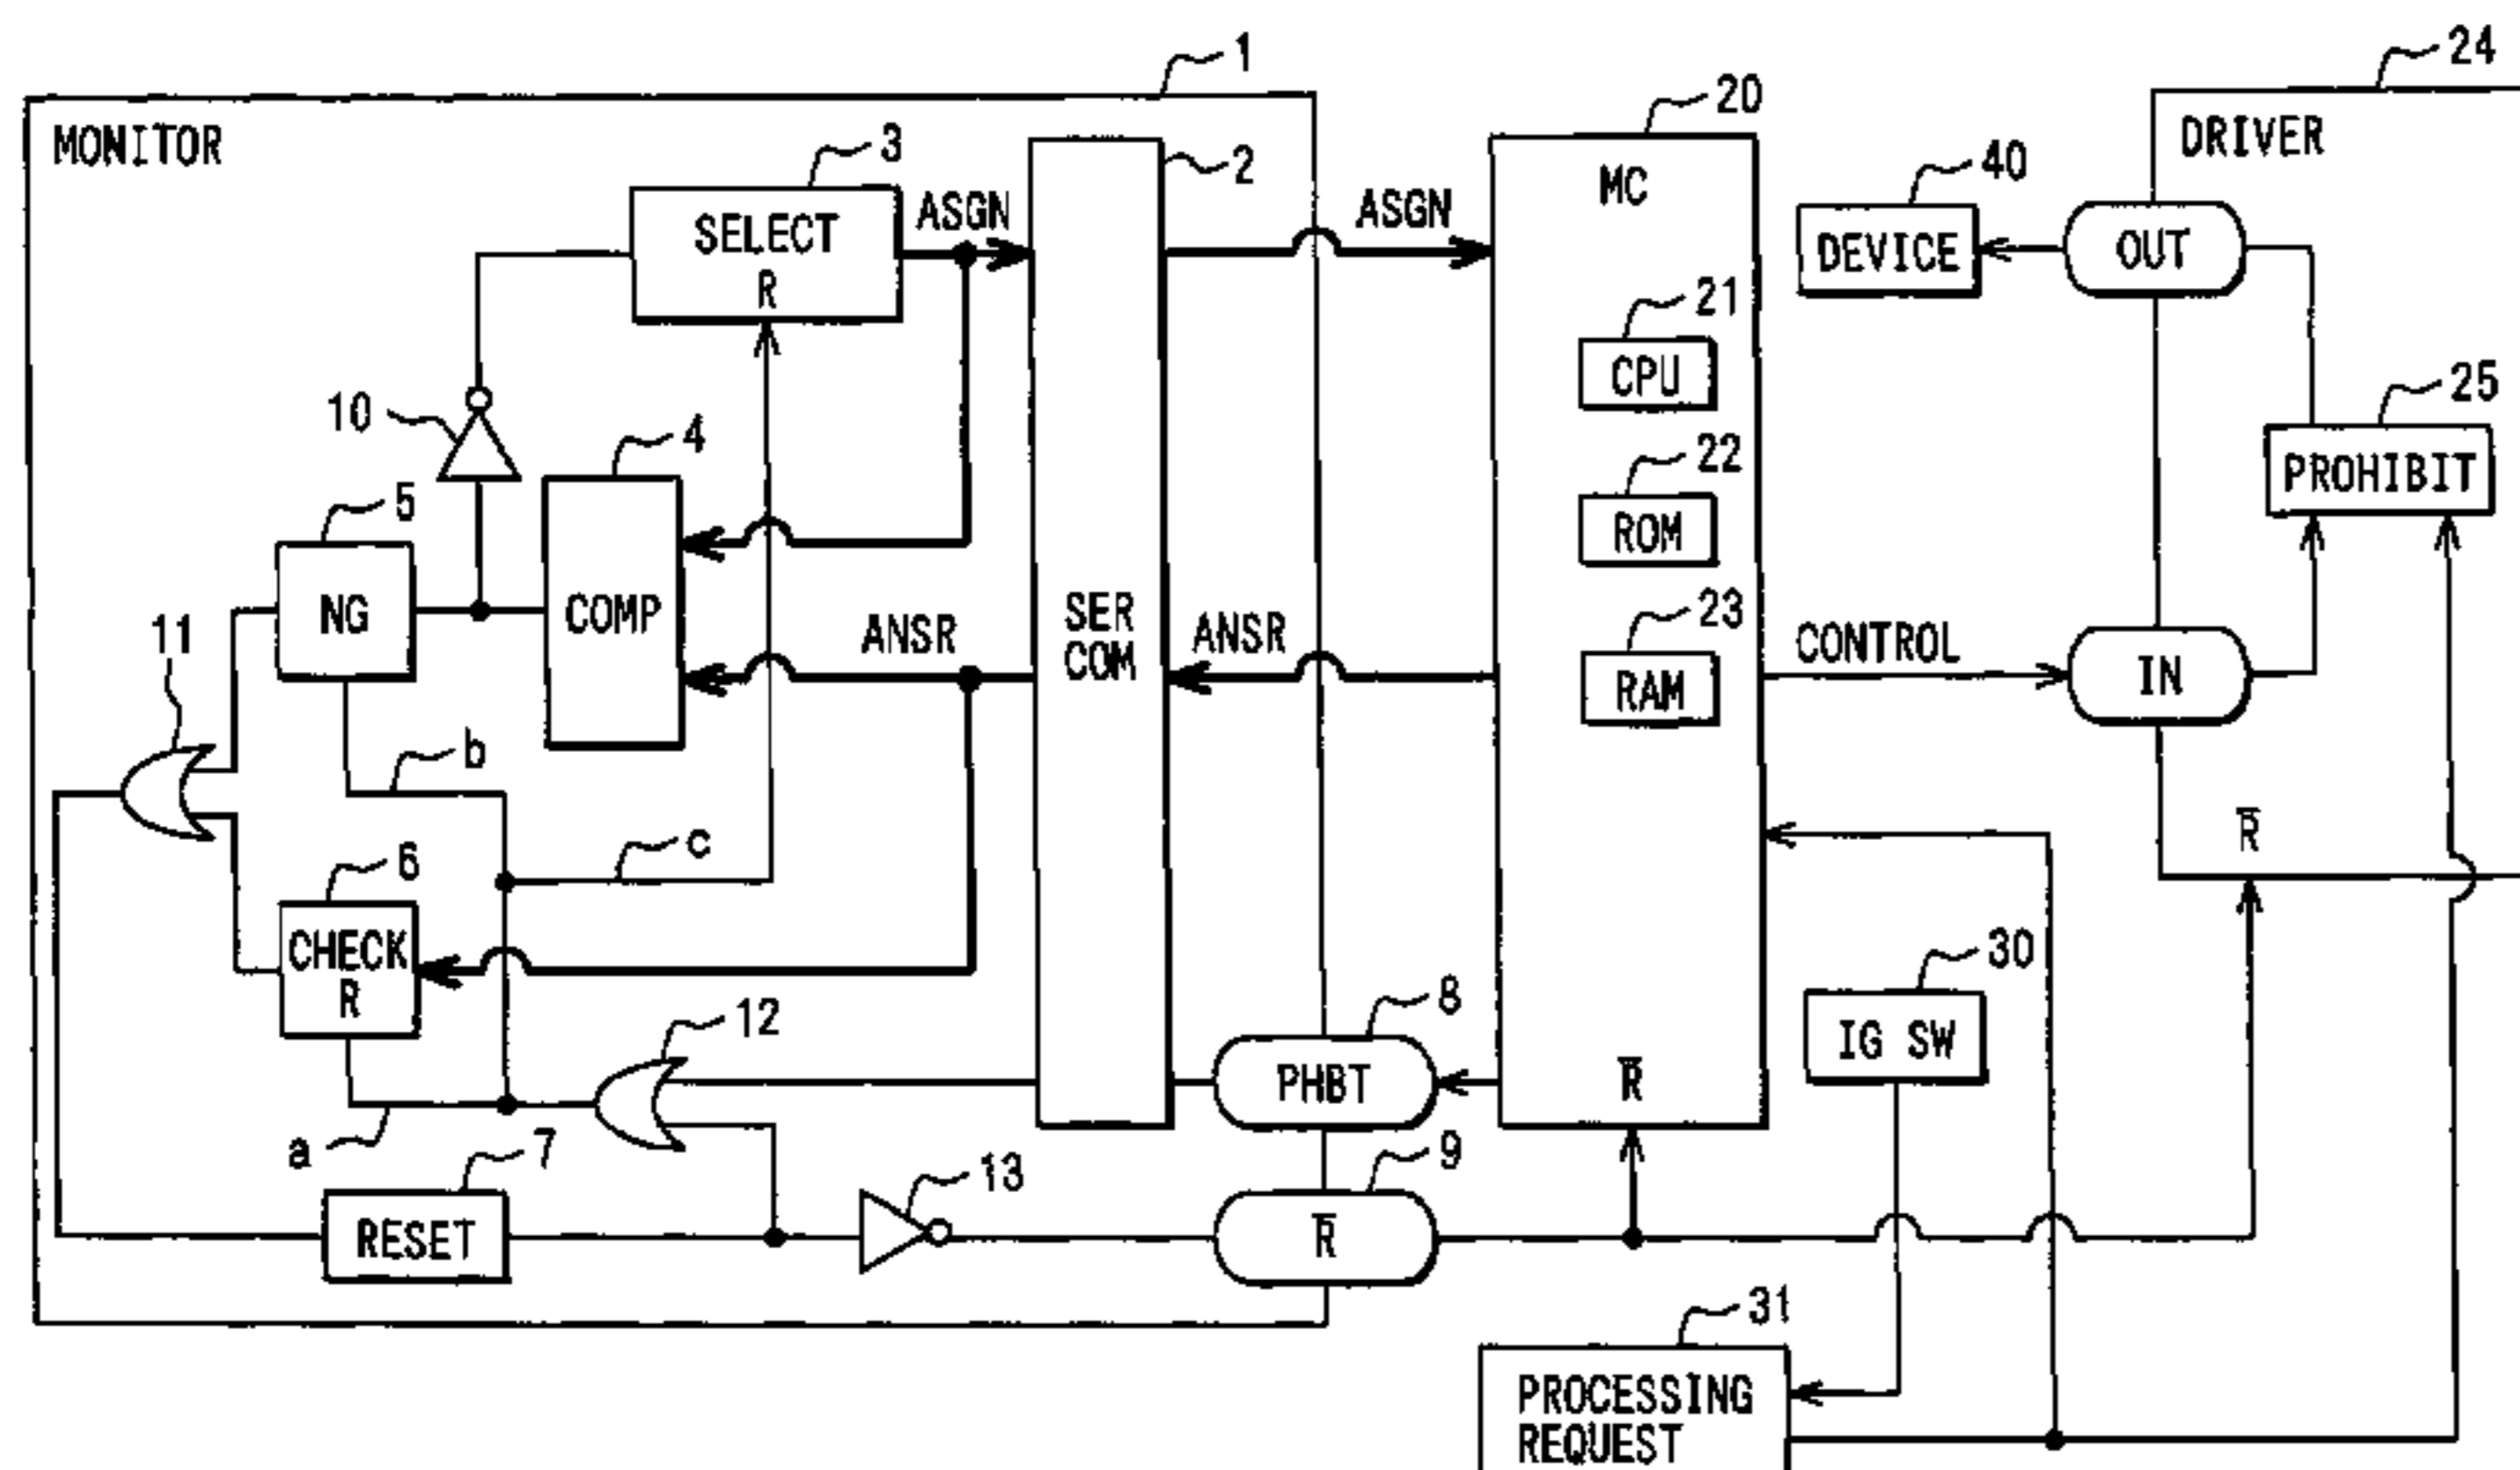 1
24
MONITOR
20
DRIVER
3
2
40
SELECT
R
ASGN
ASGN
MC
DEVICE
OUT
21
CPU
10
4
25
PROHIBIT
22
ROM
5
NG
COMP
ANSR
SER
COM
ANSR
23
RAM
CONTROL
IN
11
b
c
R̅
6
CHECK
R
30
IG SW
12
8
PHBT
R̅
a
7
RESET
13
9
R̅
31
PROCESSING
REQUEST